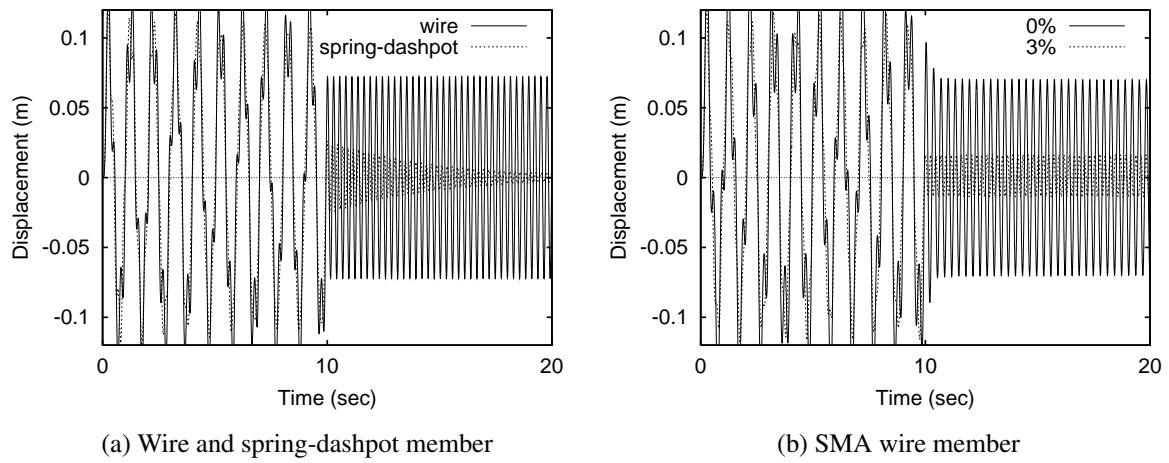 0.1
0.05
0
-0.05
-0.1
Displacement (m)
wire
spring-dashpot
0
10
20
Time (sec)
(a) Wire and spring-dashpot member
0.1
0.05
0
-0.05
-0.1
Displacement (m)
0%
3%
0
10
20
Time (sec)
(b) SMA wire member